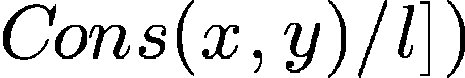 Cons(x, y)/l])